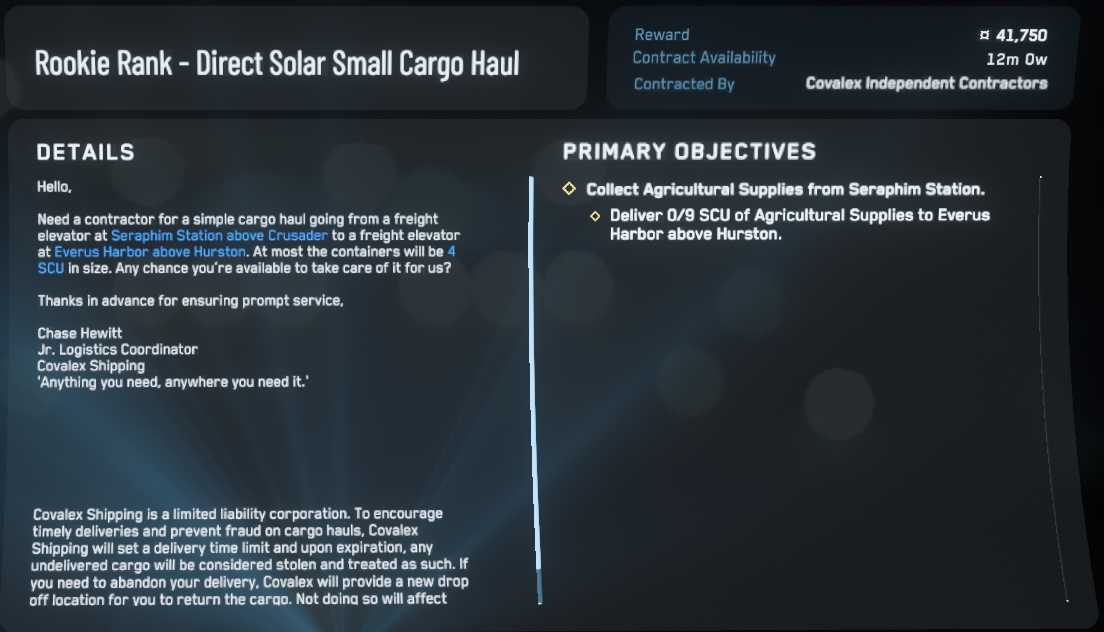 Rookie Rank - Direct Solar Small Cargo Haul
Reward ¤ 41,750
Contract Availability 12m 0w
Contracted By Covalex Independent Contractors
DETAILS
Hello,
Need a contractor for a simple cargo haul going from a freight
elevator at Seraphim Station above Crusader to a freight elevator
at Everus Harbor above Hurston. At most the containers will be 4
SCU in size. Any chance you're available to take care of it for us?
Thanks in advance for ensuring prompt service,
Chase Hewitt
Jr. Logistics Coordinator
Covalex Shipping
'Anything you need, anywhere you need it.'
Covalex Shipping is a limited liability corporation. To encourage
timely deliveries and prevent fraud on cargo hauls, Covalex
Shipping will set a delivery time limit and upon expiration, any
undelivered cargo will be considered stolen and treated as such. If
you need to abandon your delivery, Covalex will provide a new drop
off location for you to return the cargo. Not doing so will affect
PRIMARY OBJECTIVES
Collect Agricultural Supplies from Seraphim Station.
Deliver 0/9 SCU of Agricultural Supplies to Everus
Harbor above Hurston.